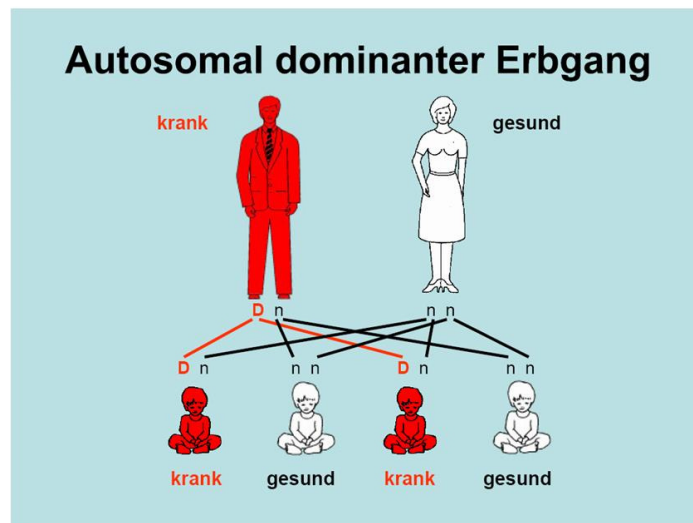 Autosomal dominanter Erbgang
krank gesund
D n n n
D n n n D n n n
krank gesund krank gesund